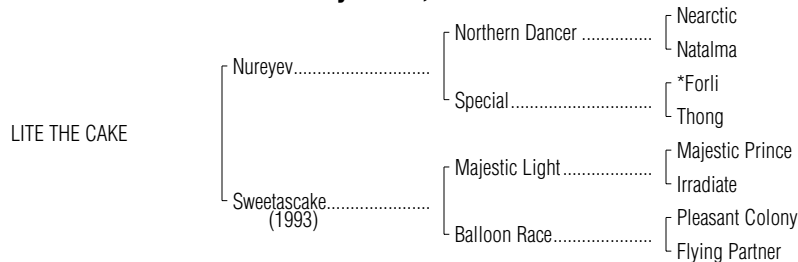 Nearctic
Northern Dancer ..............
Natalma
Nureyev...........................
*Forli
Special............................
Thong
LITE THE CAKE
Majestic Prince
Majestic Light..................
Irradiate
Sweetascake....................
(1993)
Pleasant Colony
Balloon Race...................
Flying Partner